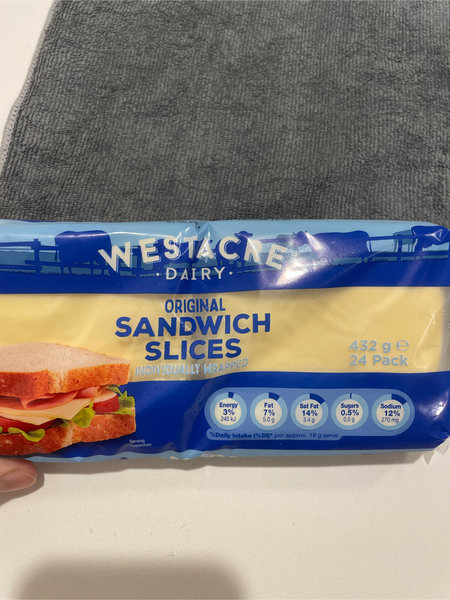 WESTACRE
· DAIRY ·
ORIGINAL
SANDWICH
SLICES
INDIVIDUALLY WRAPPED
432 g ℮
24 Pack
Energy
3%
245 kJ
Fat
7%
5.0 g
Sat Fat
14%
3.4 g
Sugars
0.5%
0.5 g
Sodium
12%
270 mg
%Daily Intake (%DI)* per approx. 18 g serve
Serving
suggestion